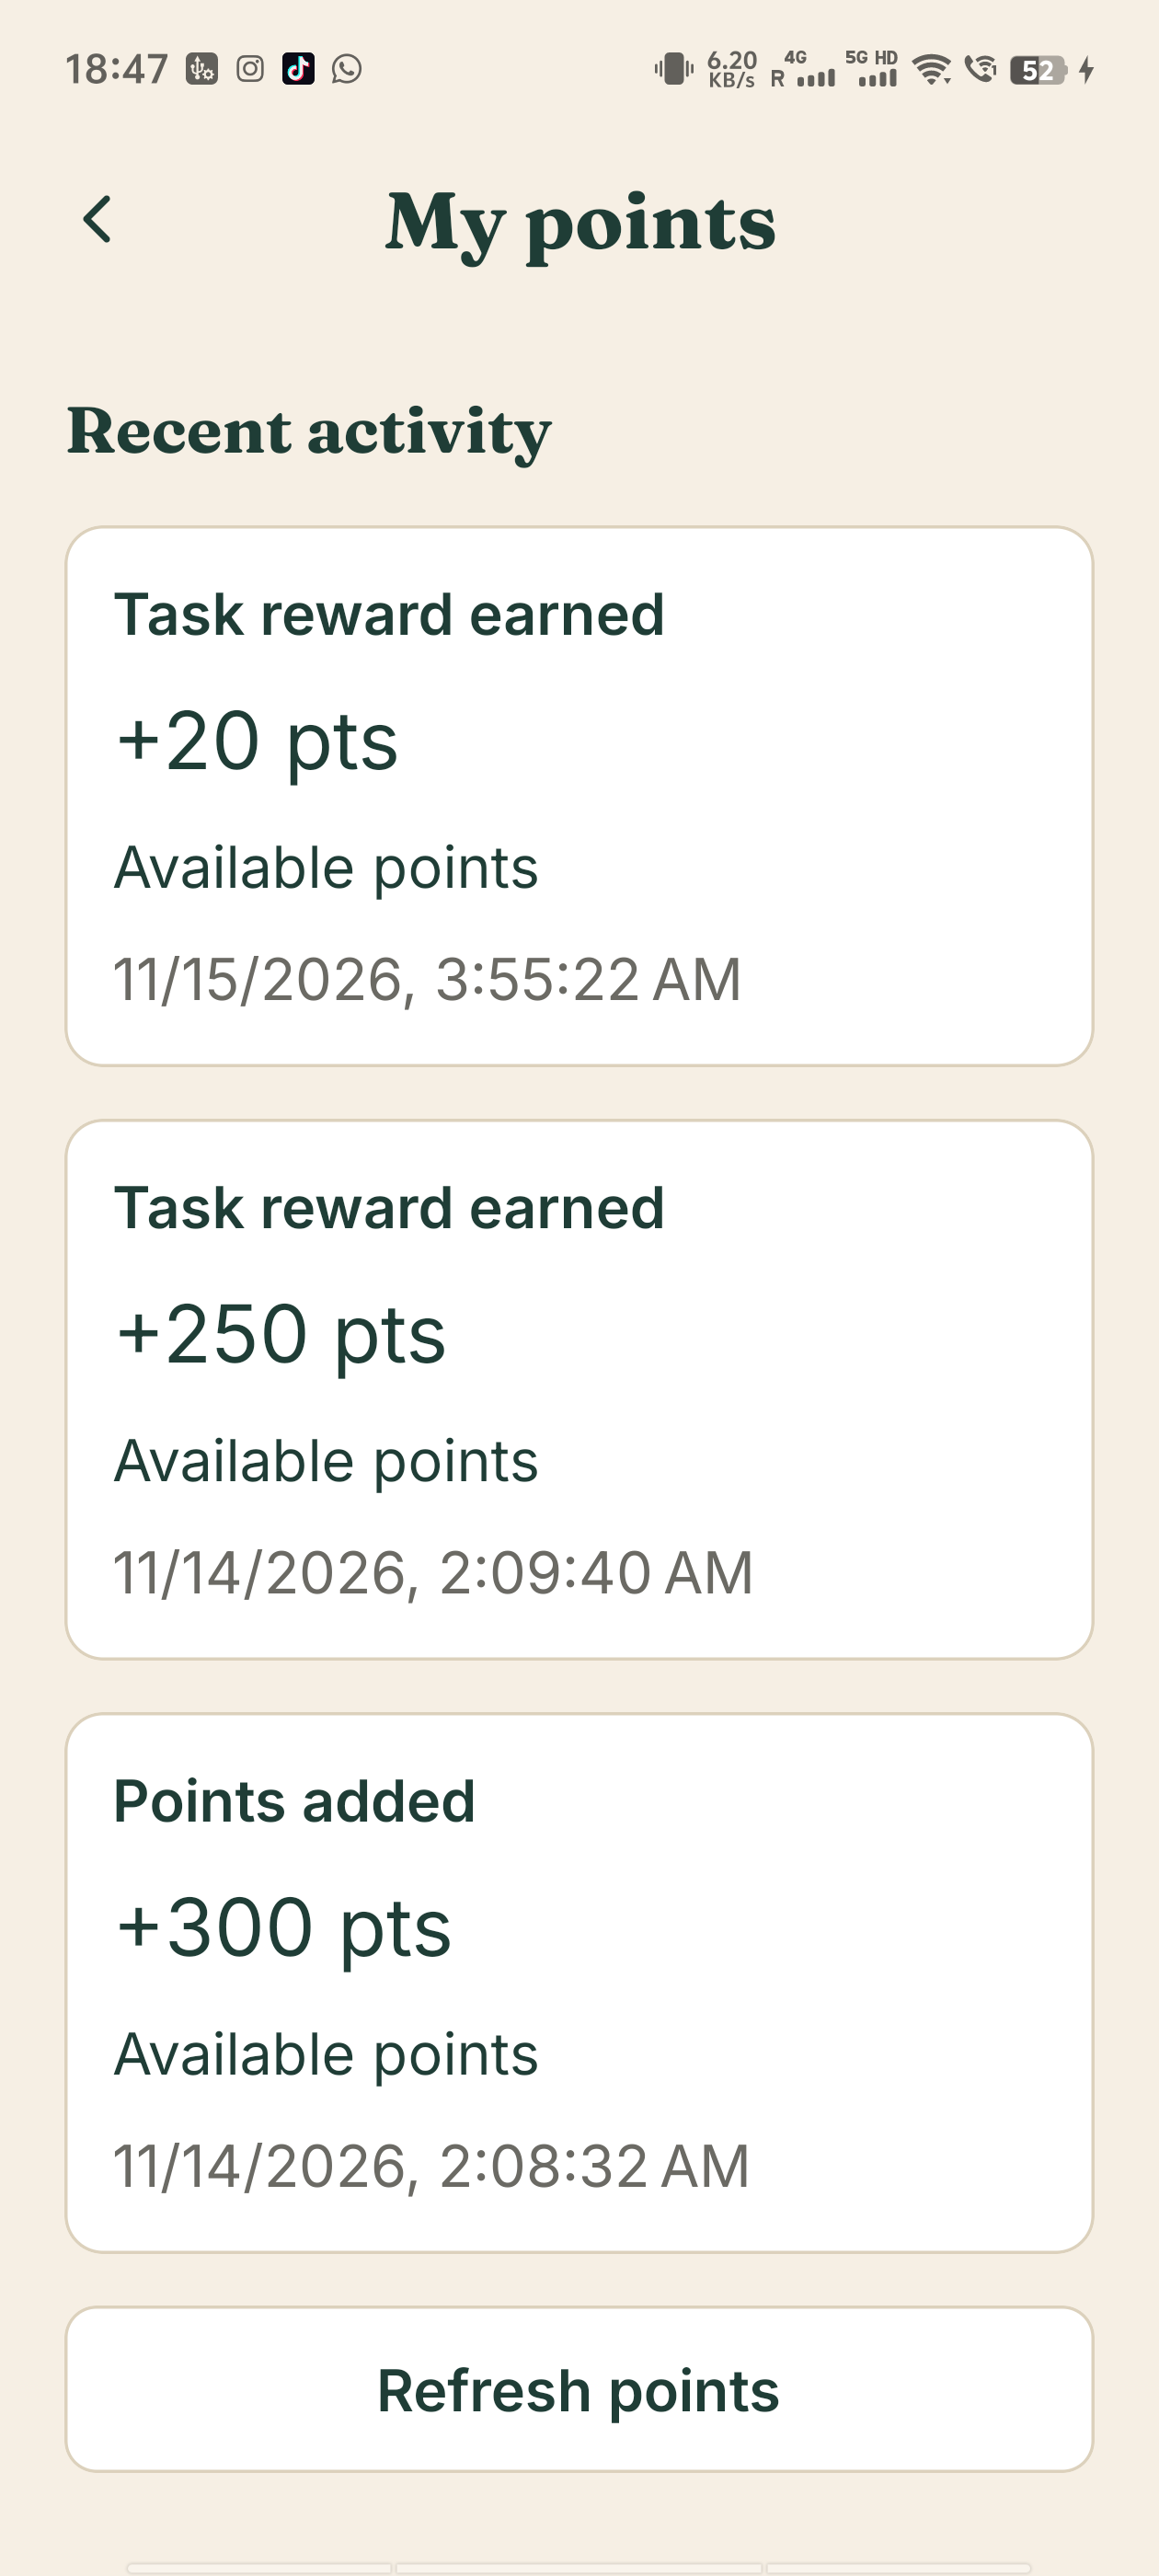 18:47 6.20 KB/s R 4G 5G HD 52
My points
Recent activity
Task reward earned
+20 pts
Available points
11/15/2026, 3:55:22 AM
Task reward earned
+250 pts
Available points
11/14/2026, 2:09:40 AM
Points added
+300 pts
Available points
11/14/2026, 2:08:32 AM
Refresh points